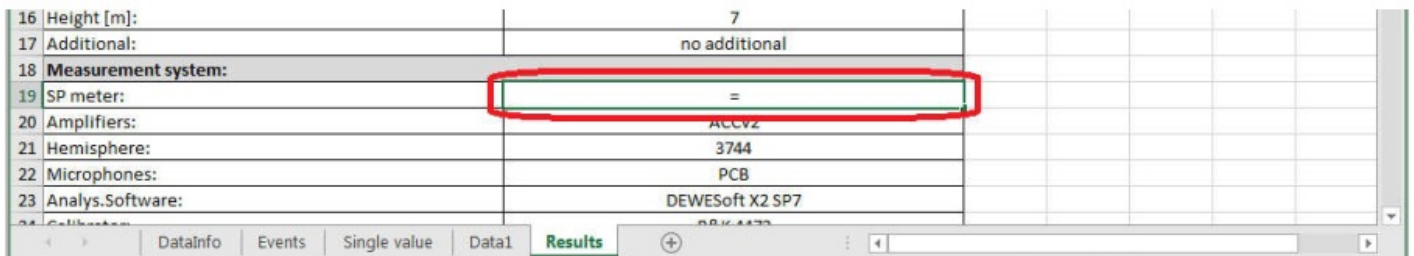 16 Height [m]: 7
17 Additional: no additional
18 Measurement system:
19 SP meter: =
20 Amplifiers: ACCv2
21 Hemisphere: 3744
22 Microphones: PCB
23 Analys.Software: DEWESoft X2 SP7
DataInfo Events Single value Data1 Results